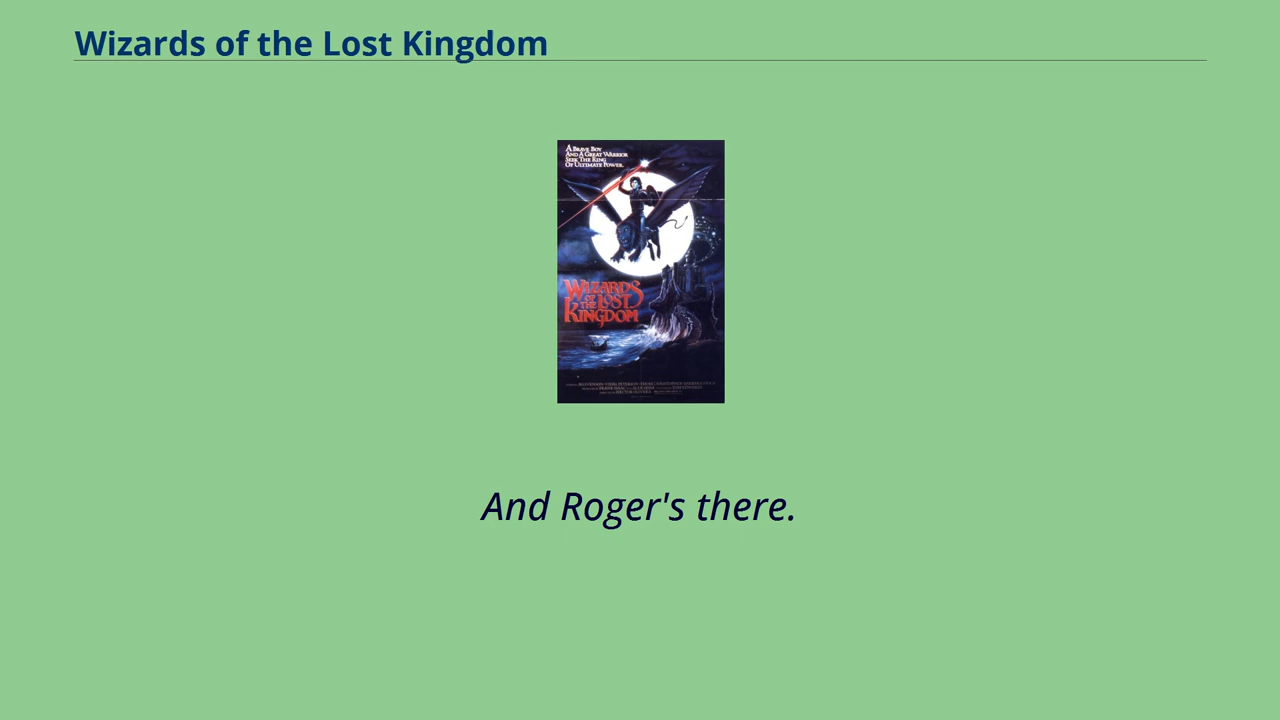 Wizards of the Lost Kingdom
A BRAVE BOY
AND A GREAT WARRIOR
SEEK THE RING
OF ULTIMATE POWER.
WIZARDS
OF
THE LOST
KINGDOM
And Roger's there.